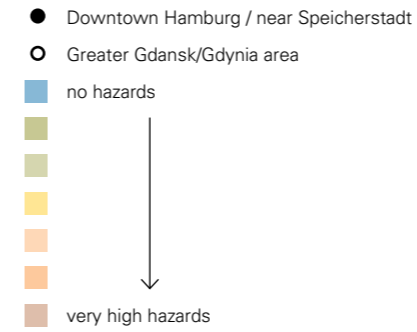 Downtown Hamburg / near Speicherstadt
Greater Gdansk/Gdynia area
no hazards
very high hazards